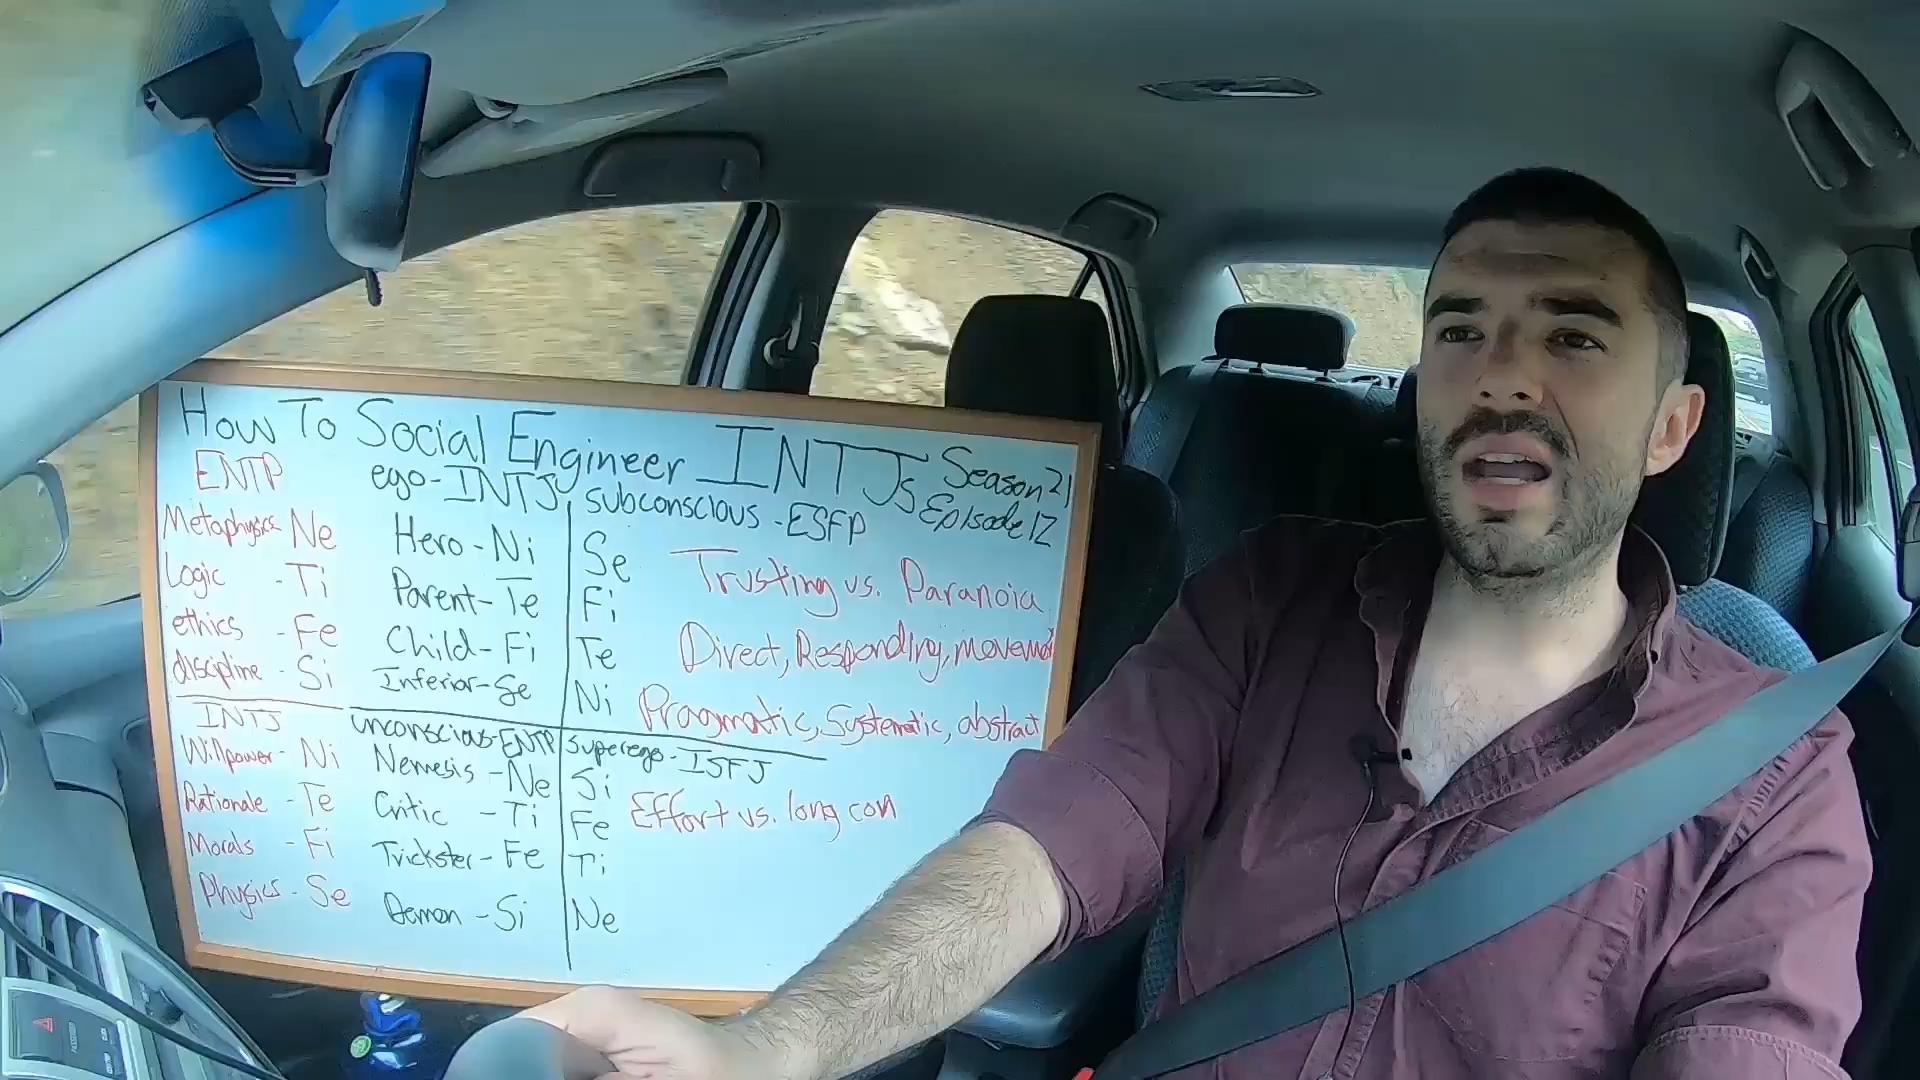 How To Social Engineer INTJs Season 21
Episode 12
ENTP
Metaphysics - Ne
Logic - Ti
ethics - Fe
discipline - Si
INTJ
Willpower - Ni
Rationale - Te
Morals - Fi
Physics - Se
ego - INTJ
Hero - Ni
Parent - Te
Child - Fi
Inferior - Se
subconscious - ESFP
Se
Fi
Te
Ni
unconscious - ENTP
Nemesis - Ne
Critic - Ti
Trickster - Fe
Demon - Si
superego - ISFJ
Si
Fe
Ti
Ne
Trusting vs. Paranoia
Direct, Responding, movement
Pragmatic, Systematic, abstract
Effort vs. long con